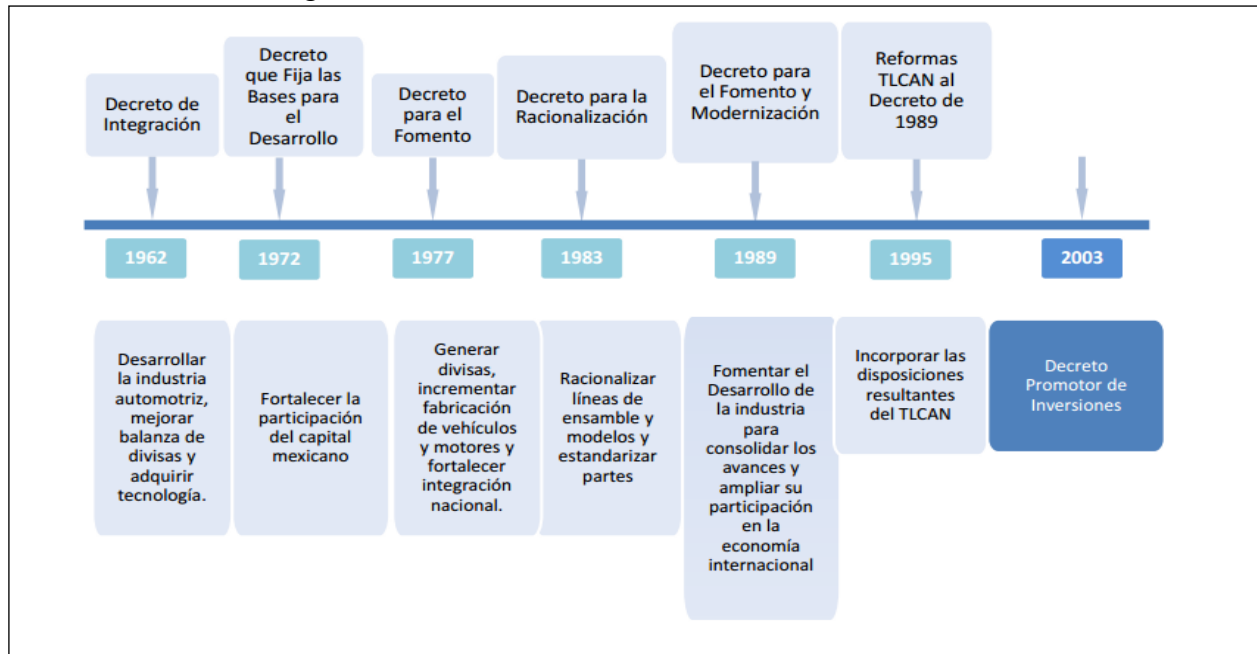 Decreto de
Integración
Decreto
que Fija las
Bases para
el
Desarrollo
Decreto
para el
Fomento
Decreto para la
Racionalización
Decreto para
el Fomento y
Modernización
Reformas
TLCAN al
Decreto de
1989
1962
1972
1977
1983
1989
1995
2003
Desarrollar
la industria
automotriz,
mejorar
balanza de
divisas y
adquirir
tecnología.
Fortalecer la
participación
del capital
mexicano
Generar
divisas,
incrementar
fabricación
de vehículos
y motores y
fortalecer
integración
nacional.
Racionalizar
líneas de
ensamble y
modelos y
estandarizar
partes
Fomentar el
Desarrollo de
la industria
para
consolidar los
avances y
ampliar su
participación
en la
economía
internacional
Incorporar las
disposiciones
resultantes
del TLCAN
Decreto
Promotor de
Inversiones